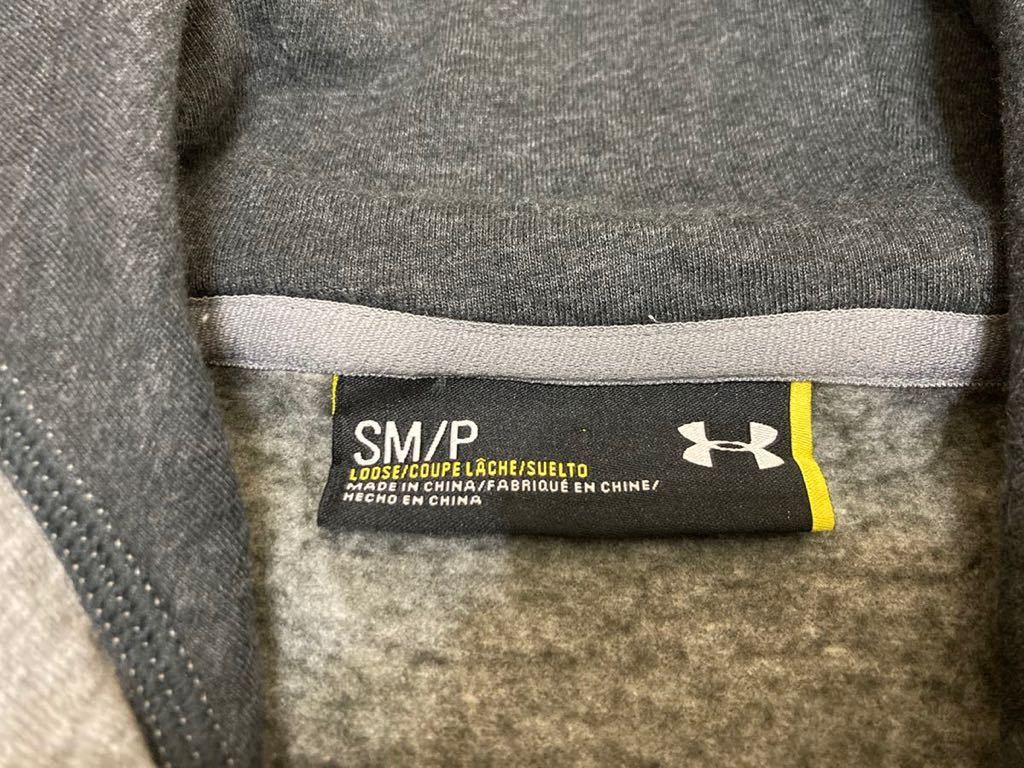 SM/P
LOOSE/COUPE LÂCHE/SUELTO
MADE IN CHINA/FABRIQUÉ EN CHINE/
HECHO EN CHINA